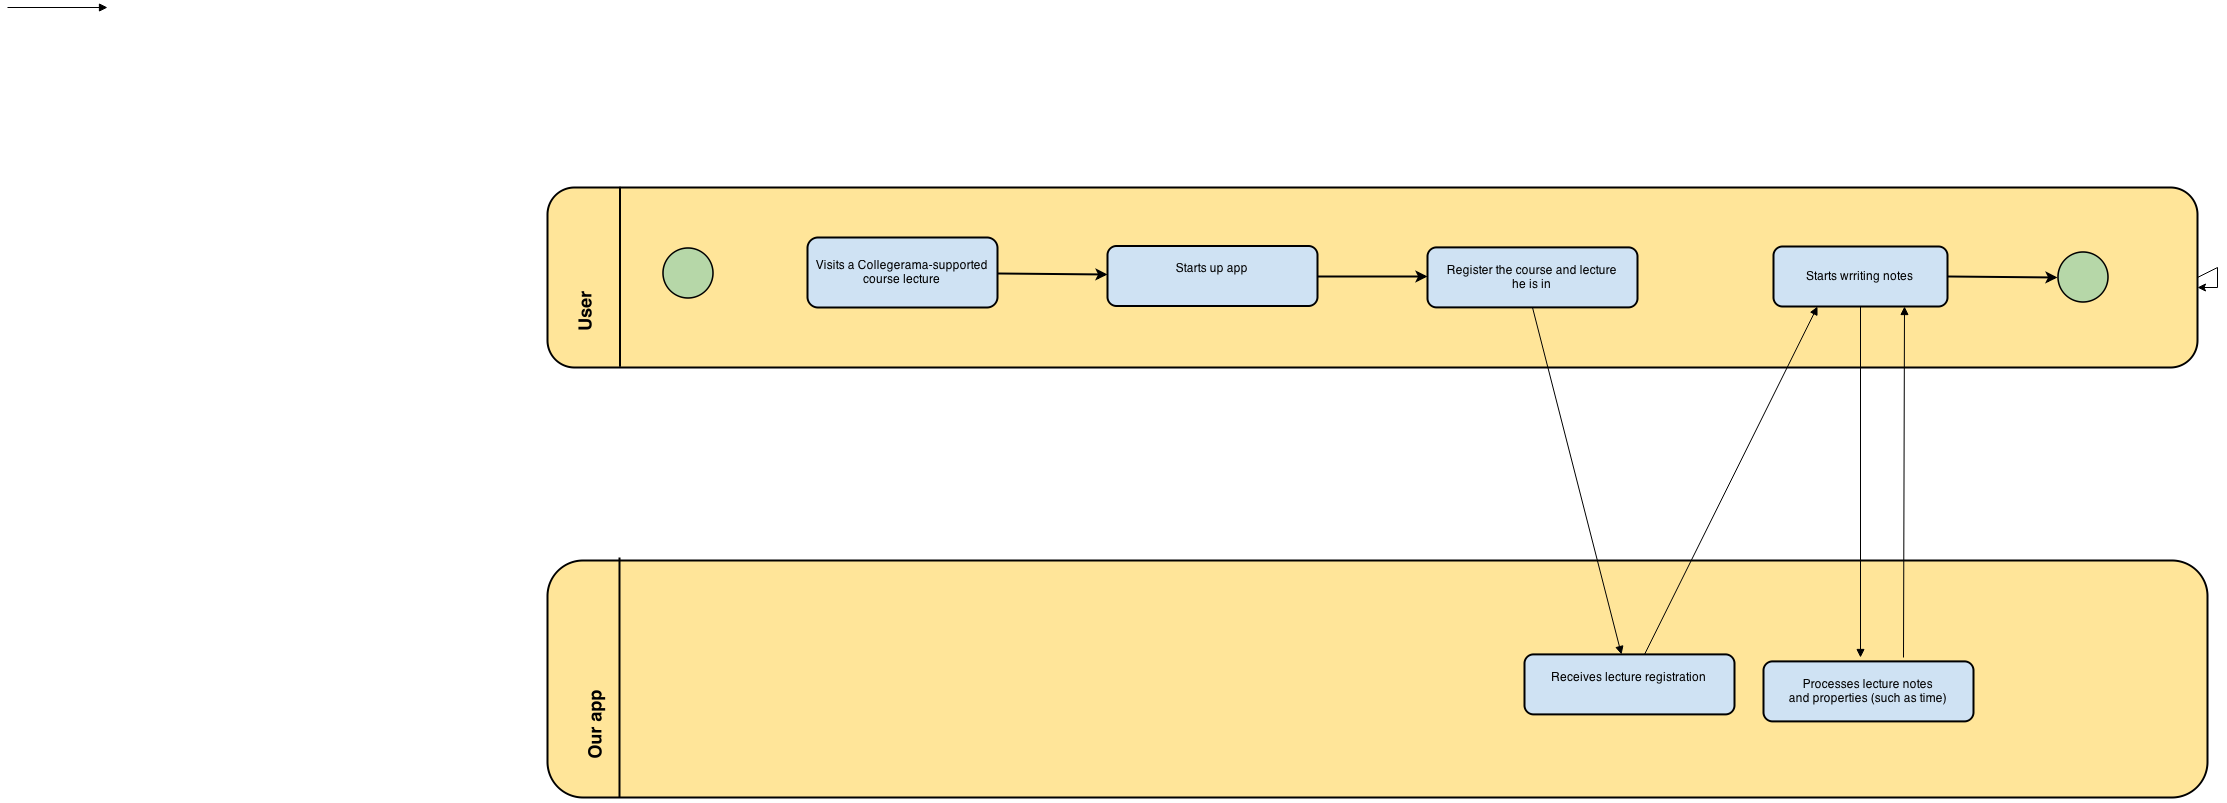 User
Visits a Collegerama-supported
course lecture
Starts up app
Register the course and lecture
he is in
Starts wrriting notes
Our app
Receives lecture registration
Processes lecture notes
and properties (such as time)